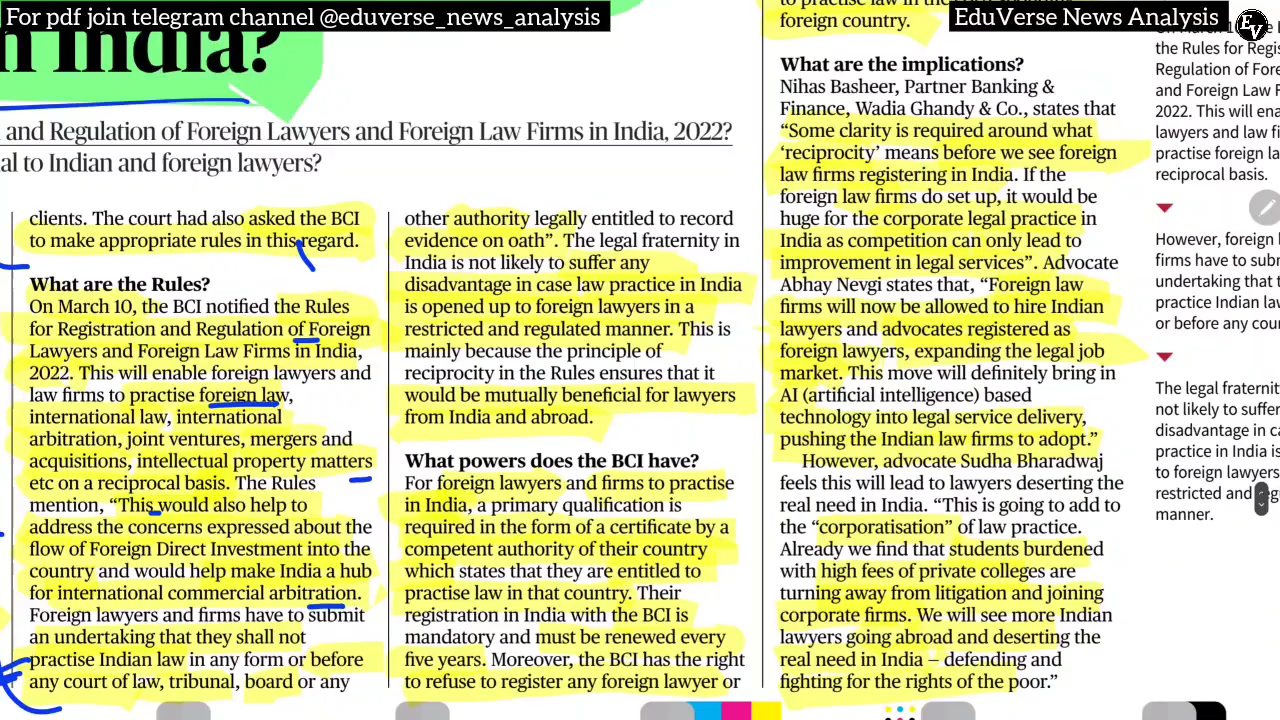 For pdf join telegram channel @eduverse_news_analysis
EduVerse News Analysis
EV
n India?
and Regulation of Foreign Lawyers and Foreign Law Firms in India, 2022?
al to Indian and foreign lawyers?
clients. The court had also asked the BCI
to make appropriate rules in this regard.
What are the Rules?
On March 10, the BCI notified the Rules
for Registration and Regulation of Foreign
Lawyers and Foreign Law Firms in India,
2022. This will enable foreign lawyers and
law firms to practise foreign law,
international law, international
arbitration, joint ventures, mergers and
acquisitions, intellectual property matters
etc on a reciprocal basis. The Rules
mention, “This would also help to
address the concerns expressed about the
flow of Foreign Direct Investment into the
country and would help make India a hub
for international commercial arbitration.
Foreign lawyers and firms have to submit
an undertaking that they shall not
practise Indian law in any form or before
any court of law, tribunal, board or any
other authority legally entitled to record
evidence on oath”. The legal fraternity in
India is not likely to suffer any
disadvantage in case law practice in India
is opened up to foreign lawyers in a
restricted and regulated manner. This is
mainly because the principle of
reciprocity in the Rules ensures that it
would be mutually beneficial for lawyers
from India and abroad.
What powers does the BCI have?
For foreign lawyers and firms to practise
in India, a primary qualification is
required in the form of a certificate by a
competent authority of their country
which states that they are entitled to
practise law in that country. Their
registration in India with the BCI is
mandatory and must be renewed every
five years. Moreover, the BCI has the right
to refuse to register any foreign lawyer or
foreign country.
What are the implications?
Nihas Basheer, Partner Banking &
Finance, Wadia Ghandy & Co., states that
“Some clarity is required around what
‘reciprocity’ means before we see foreign
law firms registering in India. If the
foreign law firms do set up, it would be
huge for the corporate legal practice in
India as competition can only lead to
improvement in legal services”. Advocate
Abhay Nevgi states that, “Foreign law
firms will now be allowed to hire Indian
lawyers and advocates registered as
foreign lawyers, expanding the legal job
market. This move will definitely bring in
AI (artificial intelligence) based
technology into legal service delivery,
pushing the Indian law firms to adopt.”
However, advocate Sudha Bharadwaj
feels this will lead to lawyers deserting the
real need in India. “This is going to add to
the “corporatisation” of law practice.
Already we find that students burdened
with high fees of private colleges are
turning away from litigation and joining
corporate firms. We will see more Indian
lawyers going abroad and deserting the
real need in India – defending and
fighting for the rights of the poor.”
the Rules for Regis
Regulation of Fore
and Foreign Law F
2022. This will ena
lawyers and law fi
practise foreign la
reciprocal basis.
However, foreign l
firms have to subm
undertaking that t
practice Indian law
or before any cour
The legal fraternit
not likely to suffer
disadvantage in ca
practice in India is
to foreign lawyers
restricted and reg
manner.